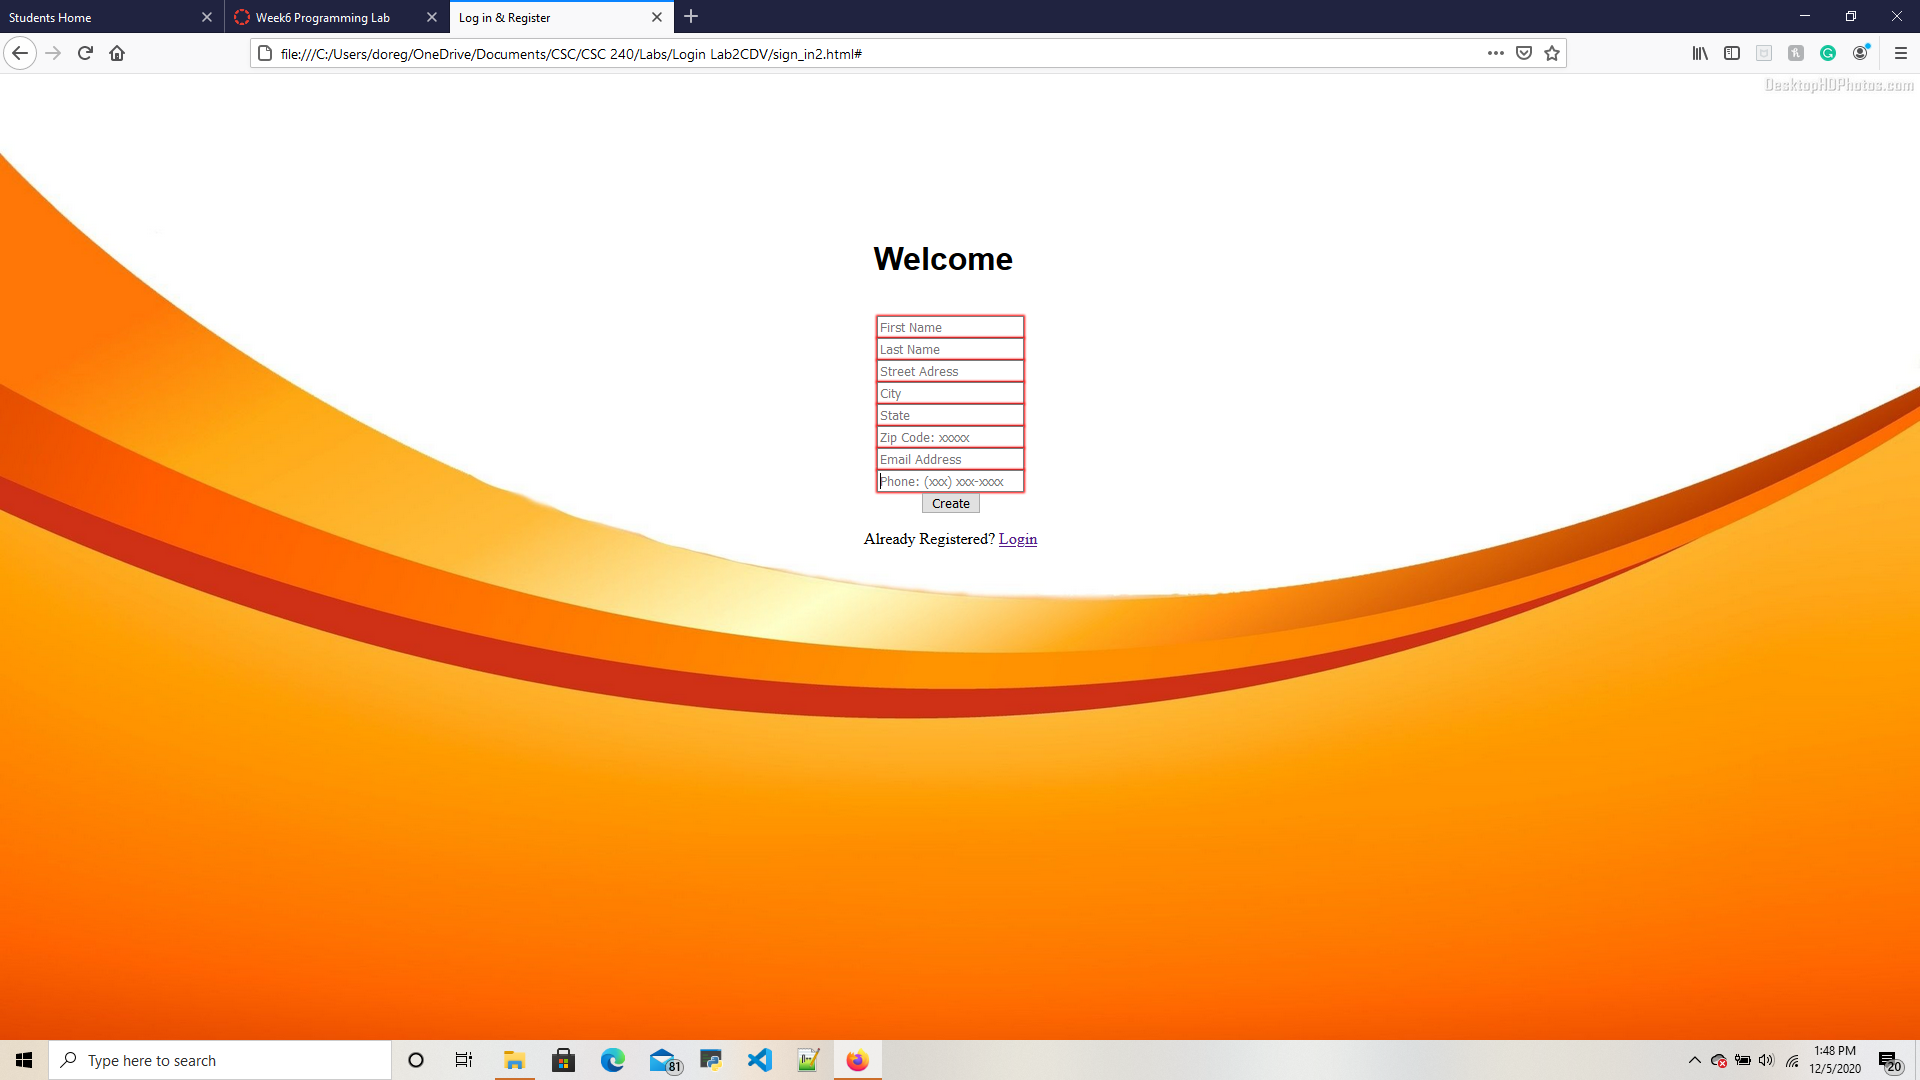 Students Home
Week6 Programming Lab
Log in & Register
file:///C:/Users/doreg/OneDrive/Documents/CSC/CSC 240/Labs/Login Lab2CDV/sign_in2.html#
DesktopHDPhotos.com
Welcome
First Name
Last Name
Street Adress
City
State
Zip Code: xxxxx
Email Address
Phone: (xxx) xxx-xxxx
Create
Already Registered? Login
Type here to search
81
1:48 PM
12/5/2020
20